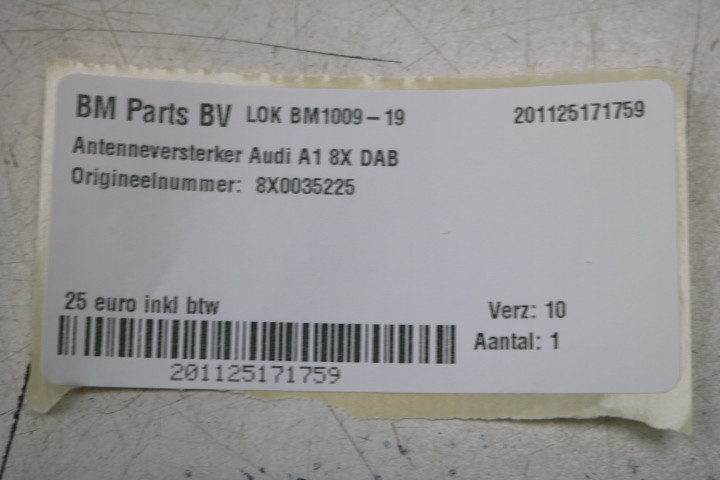 BM Parts BV LOK BM1009-19 201125171759
Antenneversterker Audi A1 8X DAB
Origineelnummer: 8X0035225
25 euro inkl btw Verz: 10
Aantal: 1
201125171759